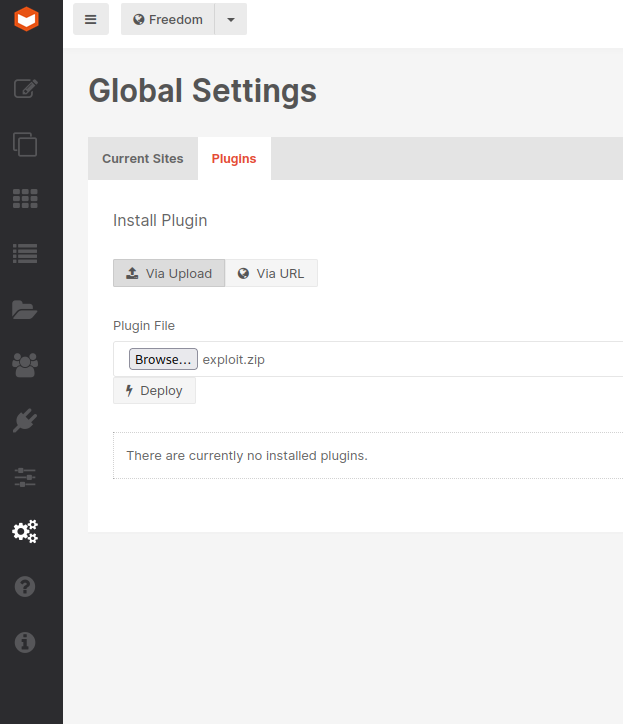 Freedom
Global Settings
Current Sites Plugins
Install Plugin
Via Upload Via URL
Plugin File
Browse... exploit.zip
Deploy
There are currently no installed plugins.